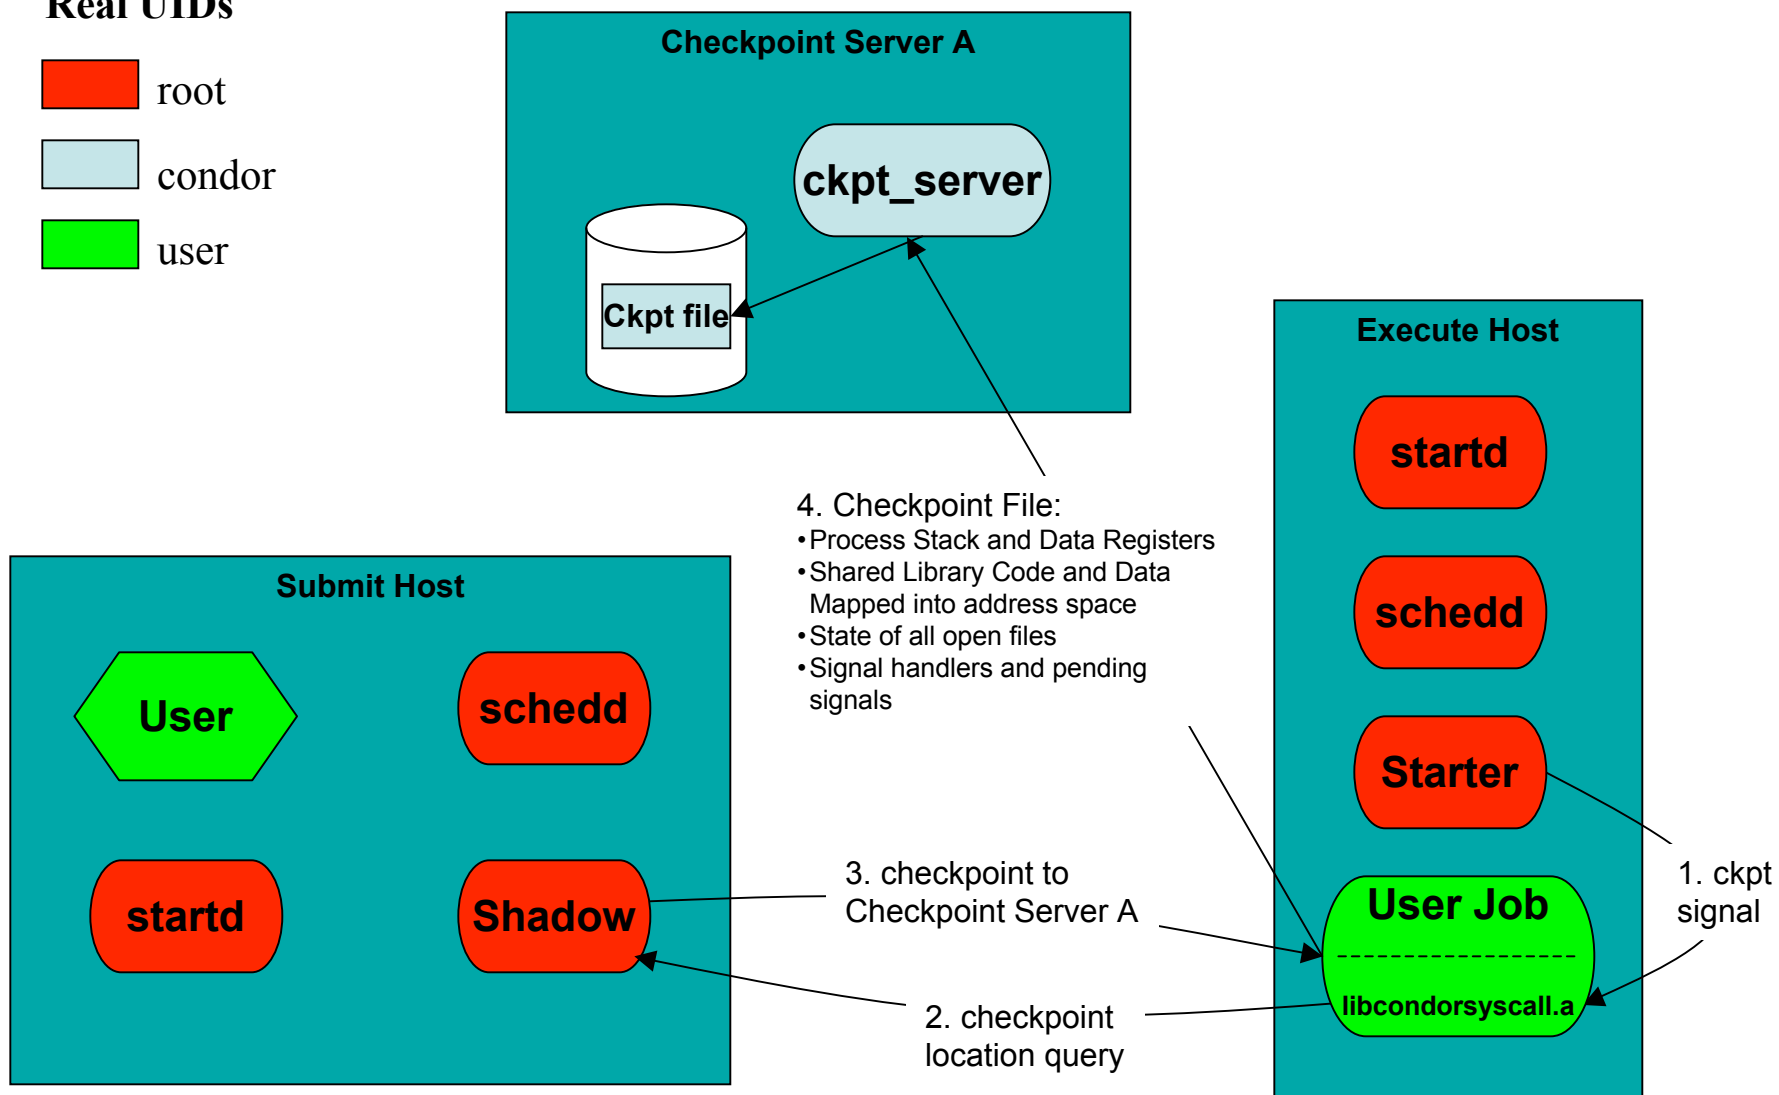 Real UIDs
root
condor
user
Checkpoint Server A
ckpt_server
Ckpt file
Execute Host
startd
schedd
Starter
User Job
libcondorsyscall.a
1. ckpt
signal
4. Checkpoint File:
•Process Stack and Data Registers
•Shared Library Code and Data
Mapped into address space
•State of all open files
•Signal handlers and pending
signals
Submit Host
User
schedd
startd
Shadow
3. checkpoint to
Checkpoint Server A
2. checkpoint
location query